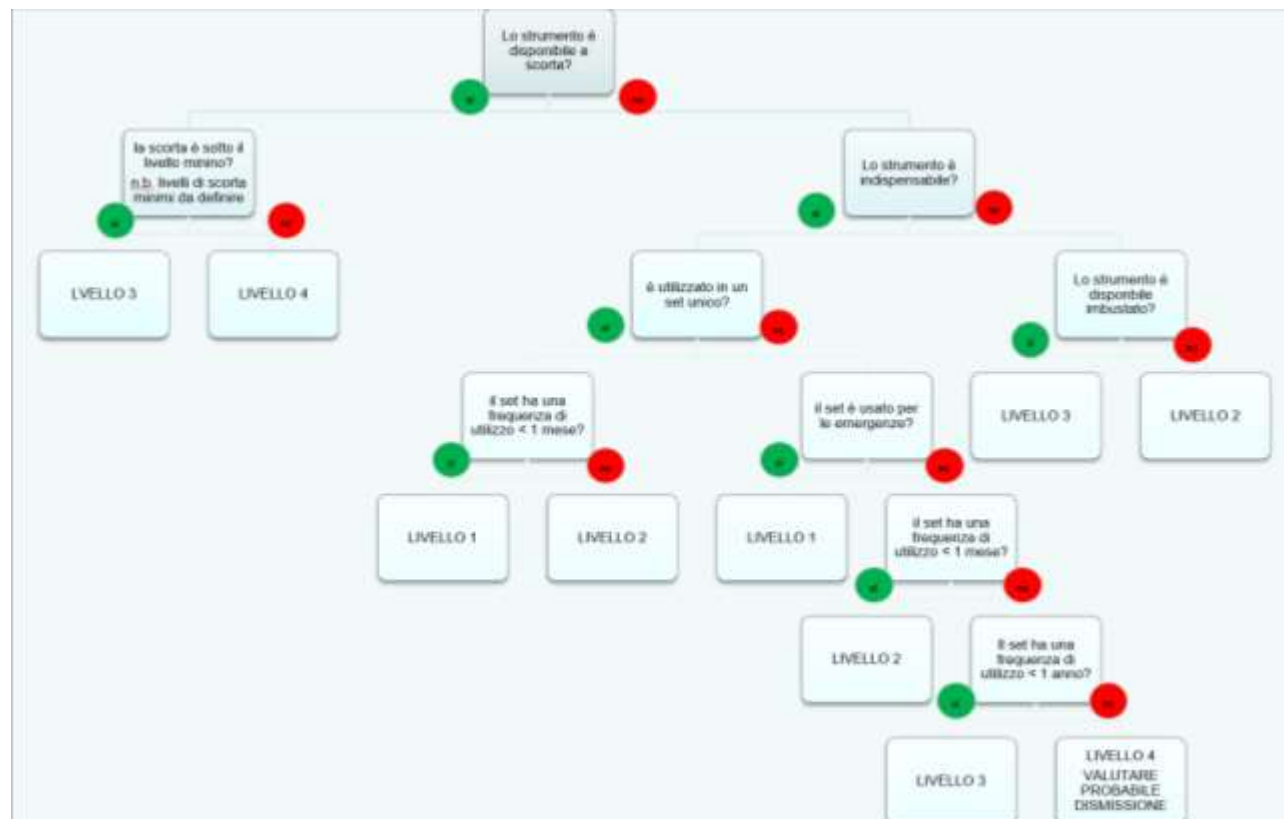 Lo strumento è
disponibile a
scorta?
la scorta è sotto il
livello minino?
n.b. livelli di scorta
minimi da definire
Lo strumento è
indispensabile?
LVELLO 3
LIVELLO 4
è utilizzato in un
set unico?
Lo strumento è
disponbile
imbustato?
il set ha una
frequenza di
utilizzo < 1 mese?
il set è usato per
le emergenze?
LIVELLO 3
LIVELLO 2
LIVELLO 1
LIVELLO 2
LIVELLO 1
il set ha una
frequenza di
utilizzo < 1 mese?
LIVELLO 2
Il set ha una
frequenza di
utilizzo < 1 anno?
LIVELLO 3
LIVELLO 4
VALUTARE
PROBABILE
DISMISSIONE